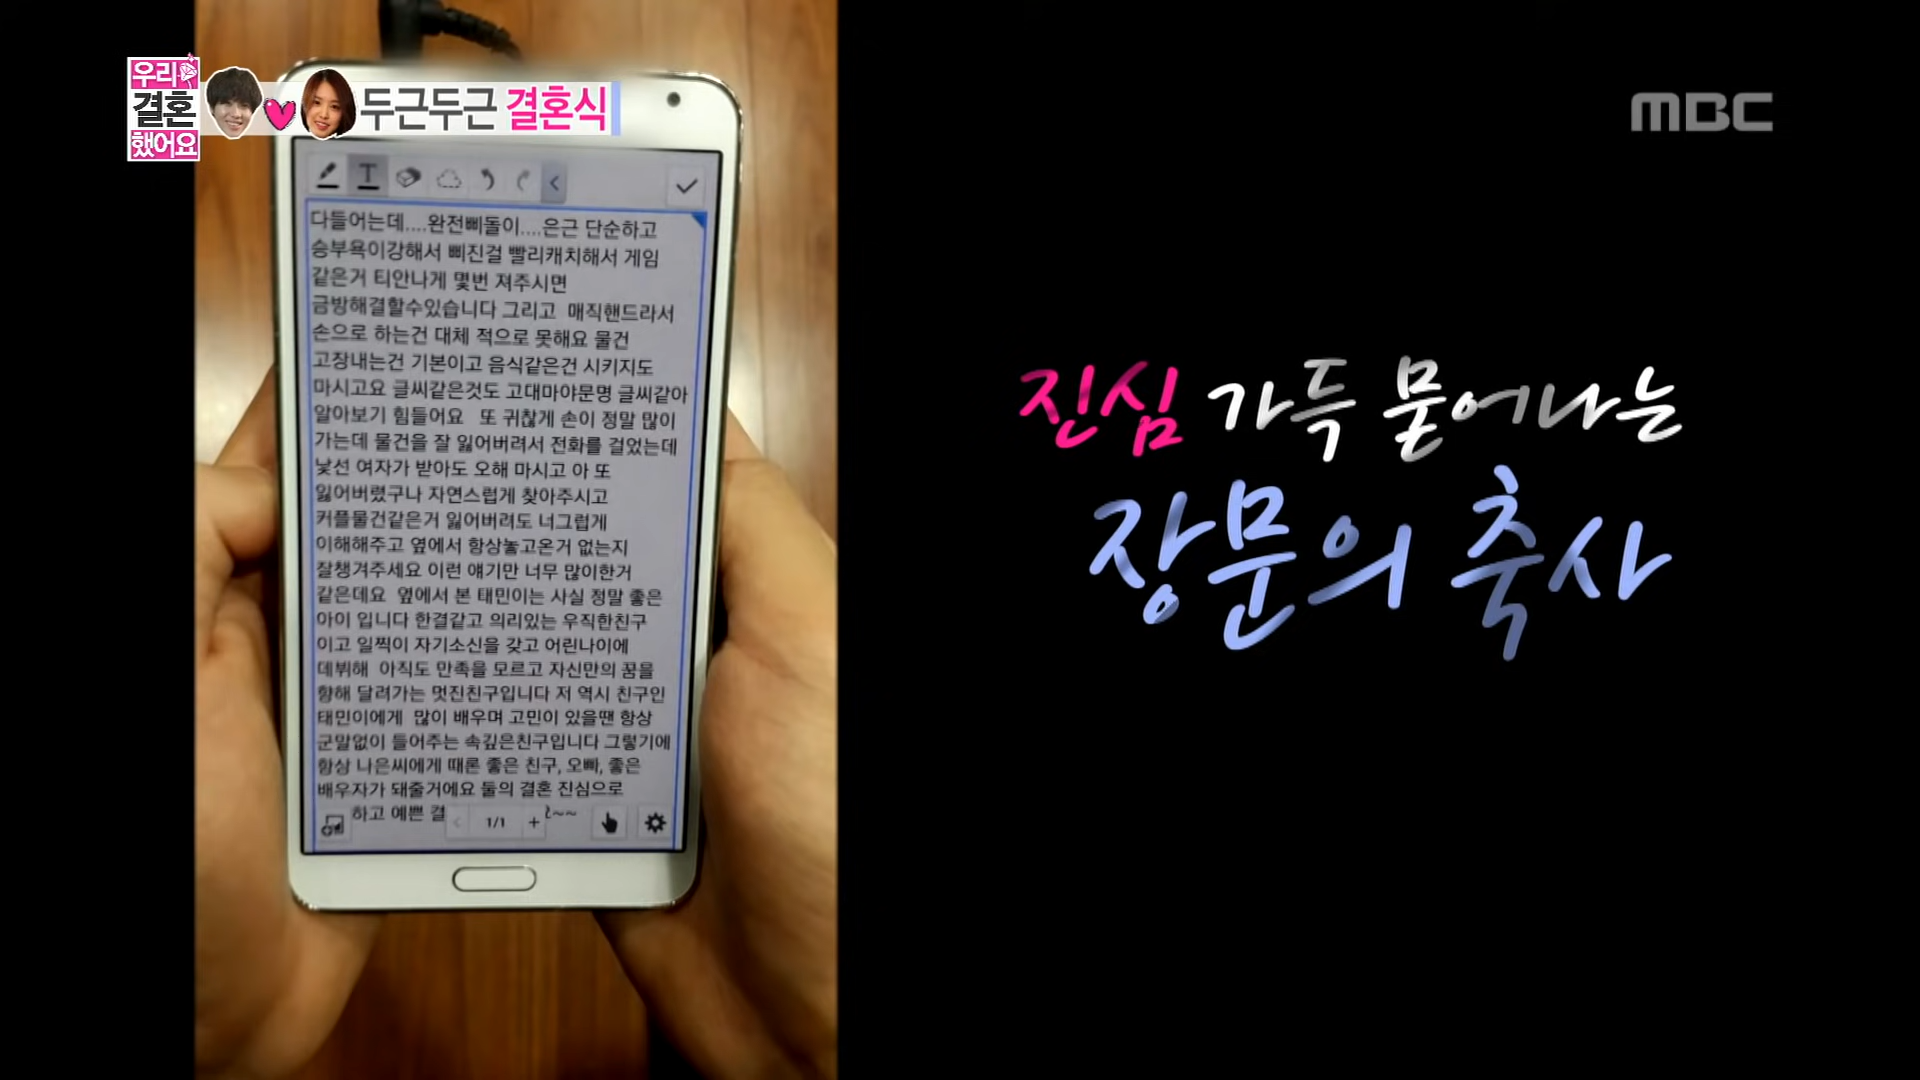 우리
결혼
했어요
두근두근 결혼식
MBC
다들어는데....완전삐돌이....은근 단순하고
승부욕이강해서 삐진걸 빨리캐치해서 게임
같은거 티안나게 몇번 져주시면
금방해결할수있습니다 그리고 매직핸드라서
손으로 하는건 대체 적으로 못해요 물건
고장내는건 기본이고 음식같은건 시키지도
마시고요 글씨같은것도 고대마야문명 글씨같아
알아보기 힘들어요 또 귀찮게 손이 정말 많이
가는데 물건을 잘 잃어버려서 전화를 걸었는데
낯선 여자가 받아도 오해 마시고 아 또
잃어버렸구나 자연스럽게 찾아주시고
커플물건같은거 잃어버려도 너그럽게
이해해주고 옆에서 항상놓고온거 없는지
잘챙겨주세요 이런 얘기만 너무 많이한거
같은데요 옆에서 본 태민이는 사실 정말 좋은
아이 입니다 한결같고 의리있는 우직한친구
이고 일찍이 자기소신을 갖고 어린나이에
데뷔해 아직도 만족을 모르고 자신만의 꿈을
향해 달려가는 멋진친구입니다 저 역시 친구인
태민이에게 많이 배우며 고민이 있을땐 항상
군말없이 들어주는 속깊은친구입니다 그렇기에
항상 나은씨에게 때론 좋은 친구, 오빠, 좋은
배우자가 돼줄거에요 둘의 결혼 진심으로
하고 예쁜 결
1/1
진심 가득 묻어나는
장문의 축사